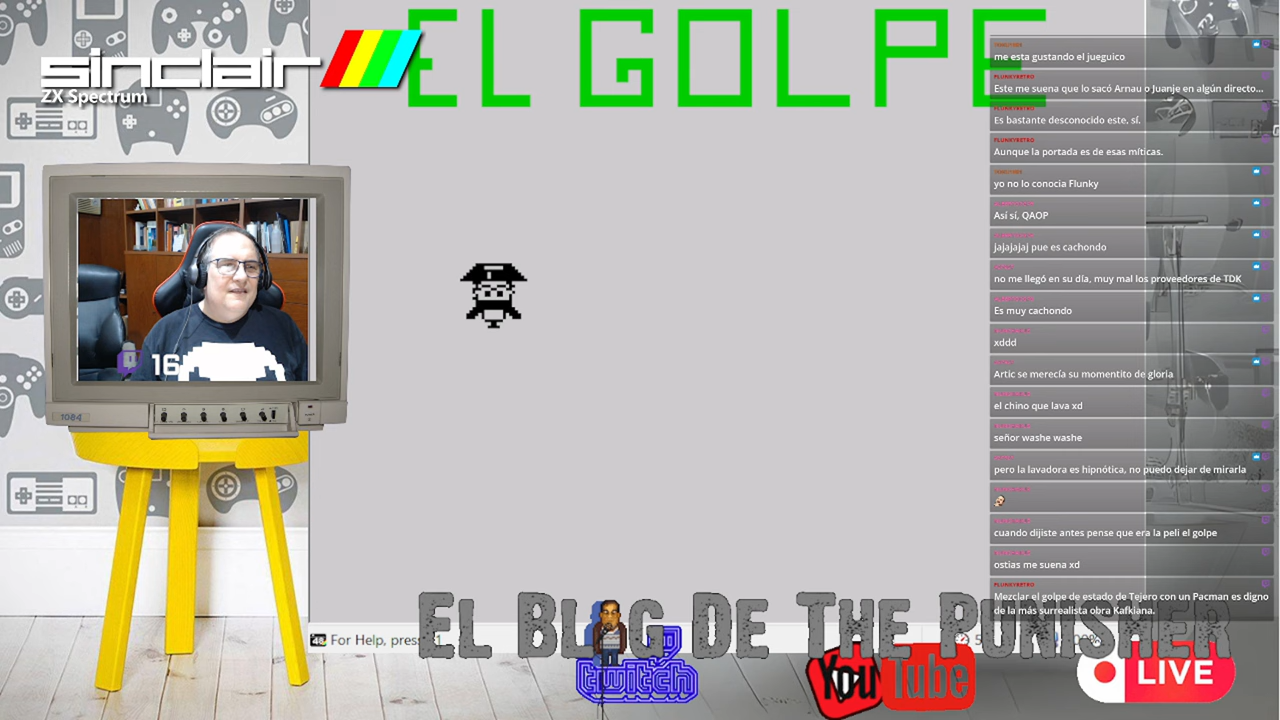 EL GOLPE
sinclair
ZX Spectrum
me esta gustando el jueguico
FLUNKYRETRO
Este me suena que lo sacó Arnau o Juanje en algún directo...
FLUNKYRETRO
Es bastante desconocido este, sí.
FLUNKYRETRO
Aunque la portada es de esas míticas.
yo no lo conocia Flunky
Así sí, QAOP
jajajajaj pue es cachondo
no me llegó en su día, muy mal los proveedores de TDK
Es muy cachondo
xddd
Artic se merecía su momentito de gloria
el chino que lava xd
señor washe washe
pero la lavadora es hipnótica, no puedo dejar de mirarla
cuando dijiste antes pense que era la peli el golpe
ostias me suena xd
FLUNKYRETRO
Mezclar el golpe de estado de Tejero con un Pacman es digno
de la más surrealista obra Kafkiana.
16
1084
EL BLOG DE THE PUNISHER
For Help, press
twitch
YouTube
LIVE